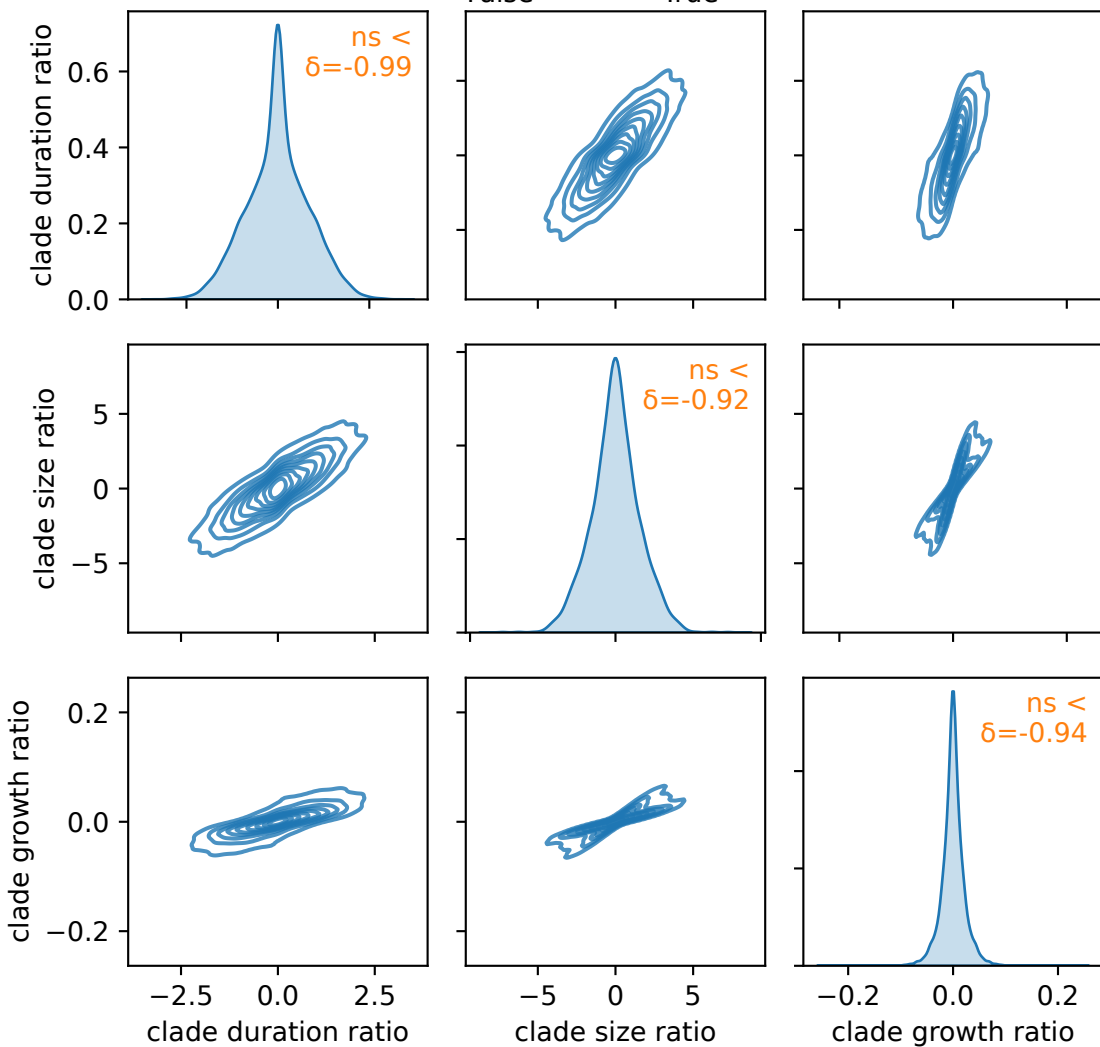 clade duration ratio
0.6
0.4
0.2
0.0
ns <
δ=-0.99
clade size ratio
5
0
−5
ns <
δ=-0.92
clade growth ratio
0.2
0.0
−0.2
ns <
δ=-0.94
−2.5 0.0 2.5
−5 0 5
−0.2 0.0 0.2
clade duration ratio
clade size ratio
clade growth ratio